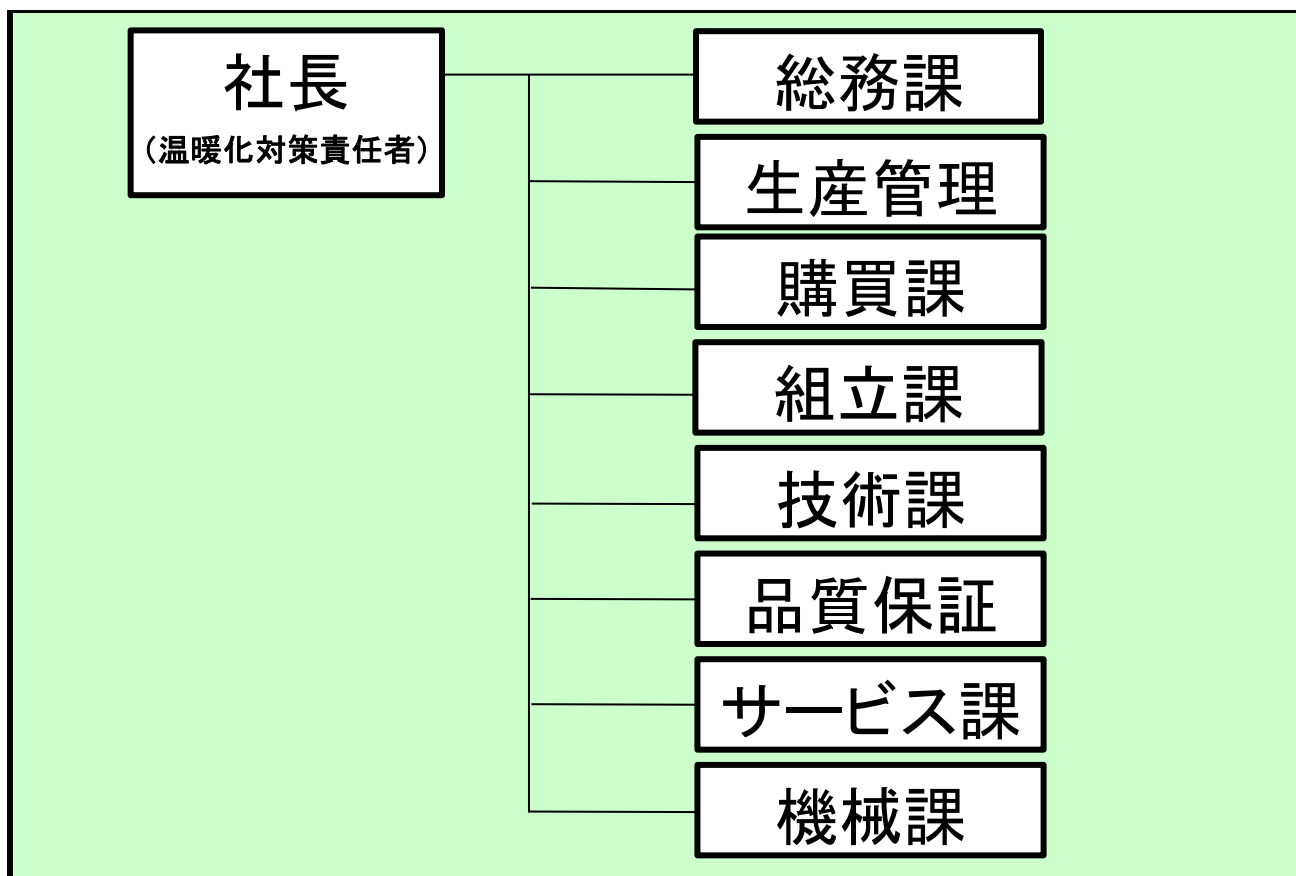 社長
（温暖化対策責任者）
総務課
生産管理
購買課
組立課
技術課
品質保証
サービス課
機械課